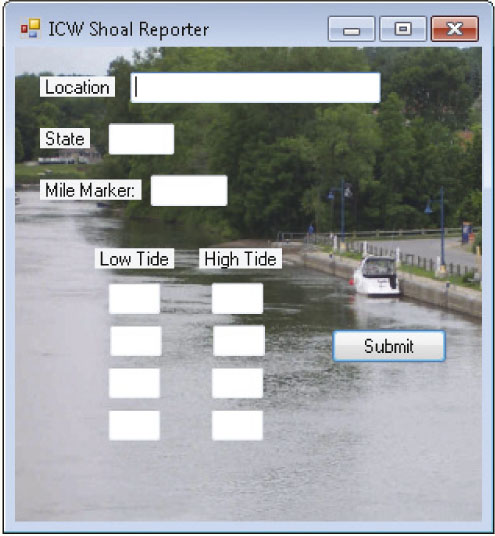 ICW Shoal Reporter
Location
State
Mile Marker:
Low Tide High Tide
Submit